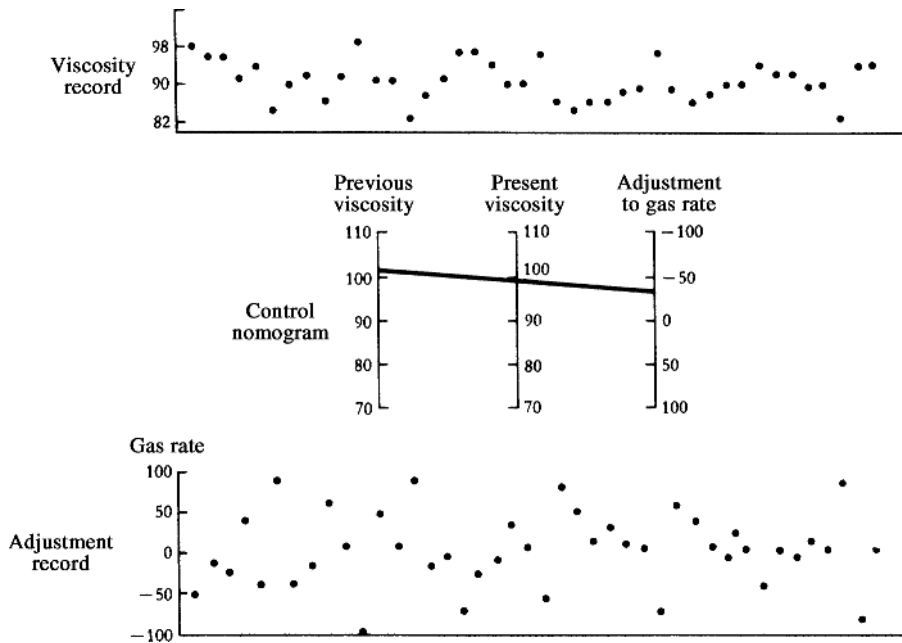 Viscosity
record
98
90
82
Previous
viscosity
Present
viscosity
Adjustment
to gas rate
110
110
−100
100
100
−50
Control
nomogram
90
90
0
80
80
50
70
70
100
Gas rate
Adjustment
record
100
50
0
−50
−100